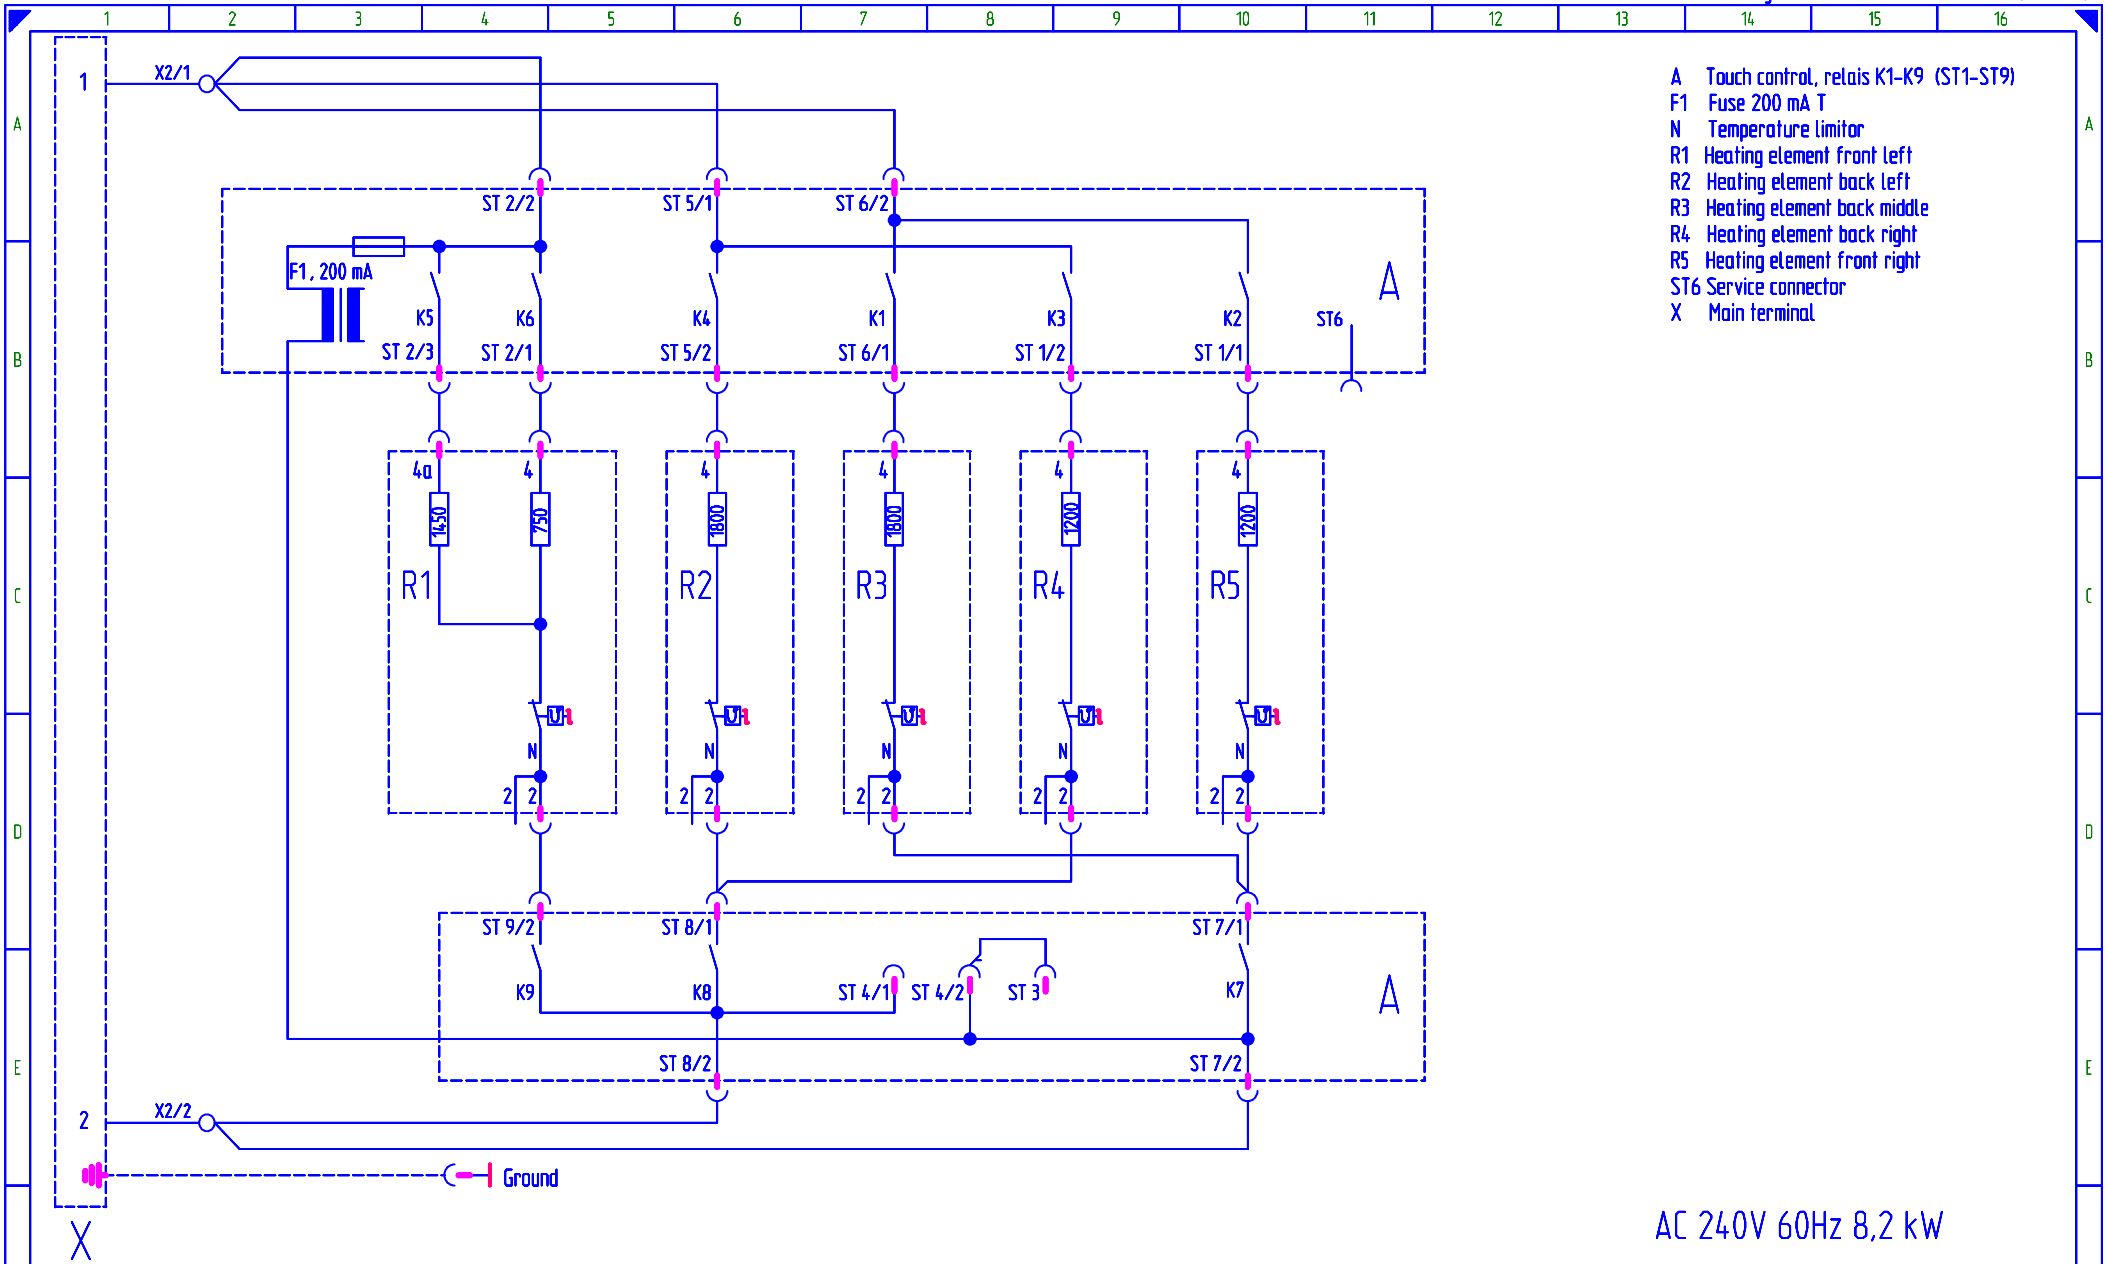 1 2 3 4 5 6 7 8 9 10 11 12 13 14 15 16
A A
B B
C C
D D
E E
1 X2/1
A Touch control, relais K1-K9 (ST1-ST9)
F1 Fuse 200 mA T
N Temperature limitor
R1 Heating element front left
R2 Heating element back left
R3 Heating element back middle
R4 Heating element back right
R5 Heating element front right
ST6 Service connector
X Main terminal
ST 2/2 ST 5/1 ST 6/2
F1, 200 mA A
K5 K6 K4 K1 K3 K2 ST6
ST 2/3 ST 2/1 ST 5/2 ST 6/1 ST 1/2 ST 1/1
4a 4 4 4 4 4
1450 750 1800 1800 1200 1200
R1 R2 R3 R4 R5
N N N N N
2 2 2 2 2 2 2 2 2 2
ST 9/2 ST 8/1 ST 7/1
K9 K8 ST 4/1 ST 4/2 ST 3 K7 A
ST 8/2 ST 7/2
2 X2/2
Ground
X
AC 240V 60Hz 8,2 kW